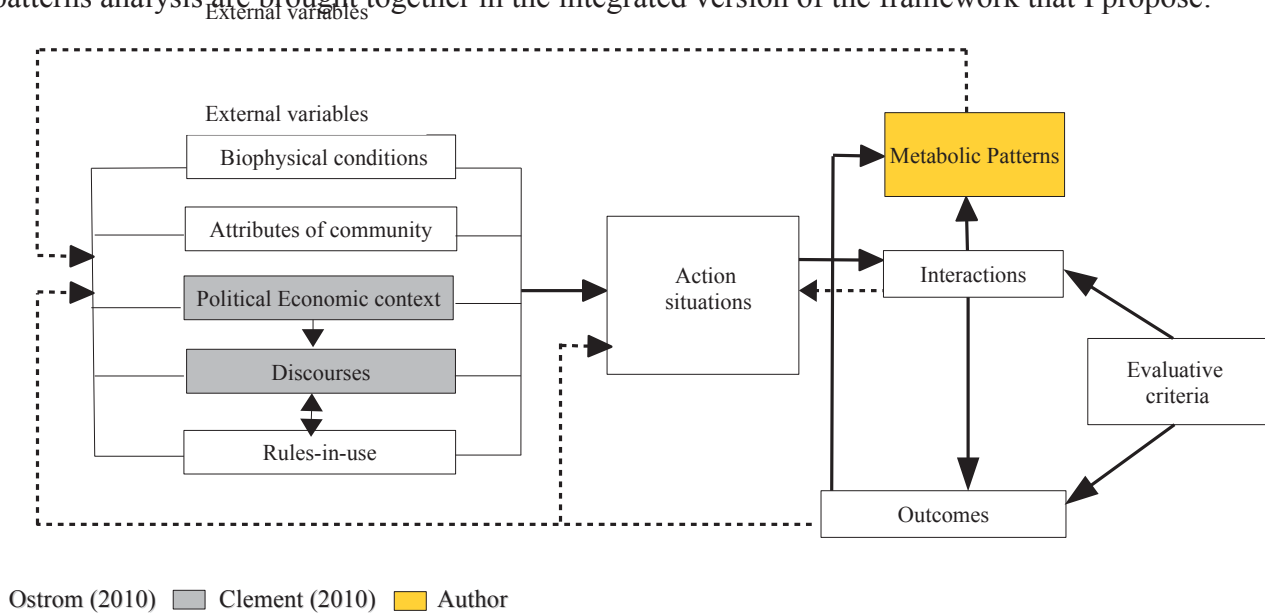 patterns analysis are brought together in the integrated version of the framework that I propose.
External variables
External variables
Biophysical conditions
Attributes of community
Political Economic context
Discourses
Rules-in-use
Action
situations
Metabolic Patterns
Interactions
Evaluative
criteria
Outcomes
Ostrom (2010) Clement (2010) Author